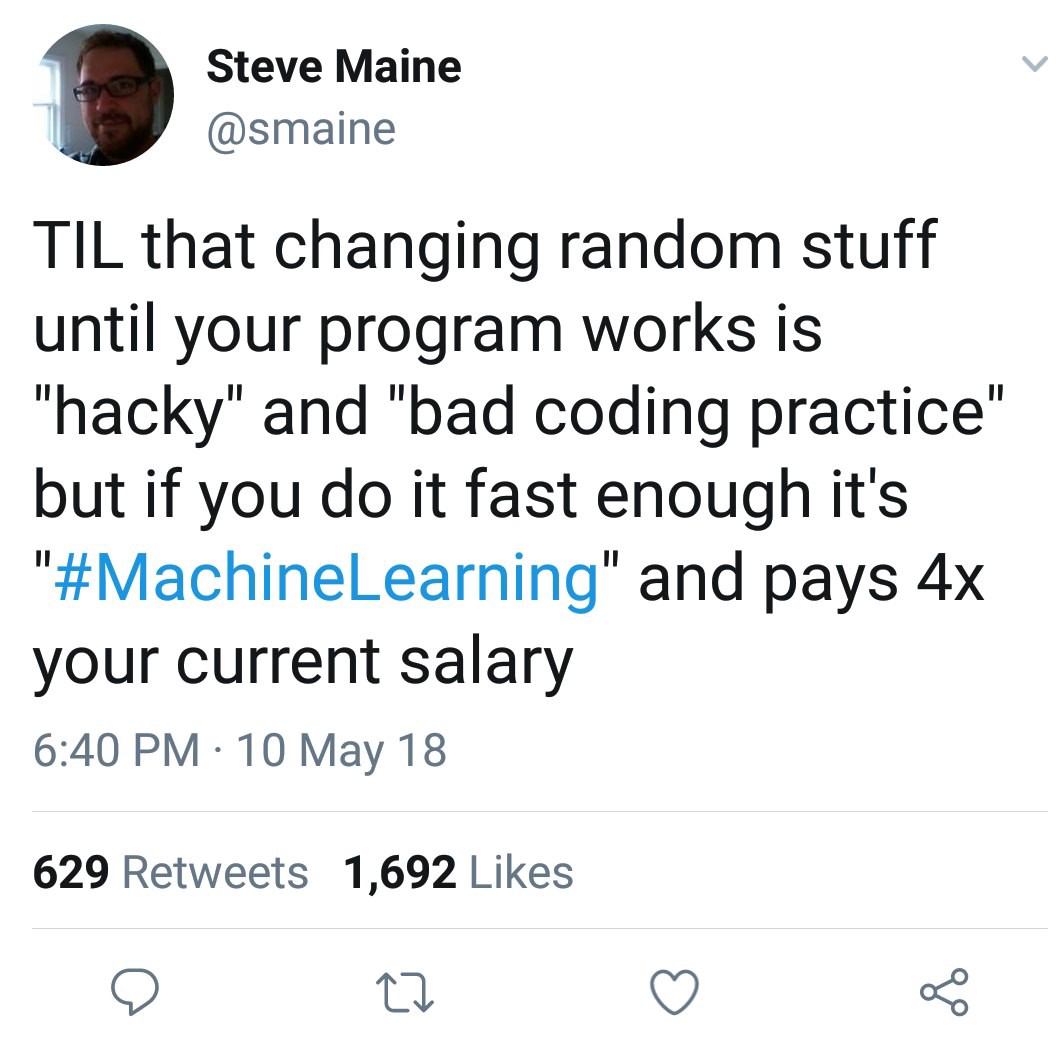 Steve Maine
@smaine
TIL that changing random stuff
until your program works is
"hacky" and "bad coding practice"
but if you do it fast enough it's
"#MachineLearning" and pays 4x
your current salary
6:40 PM · 10 May 18
629 Retweets 1,692 Likes